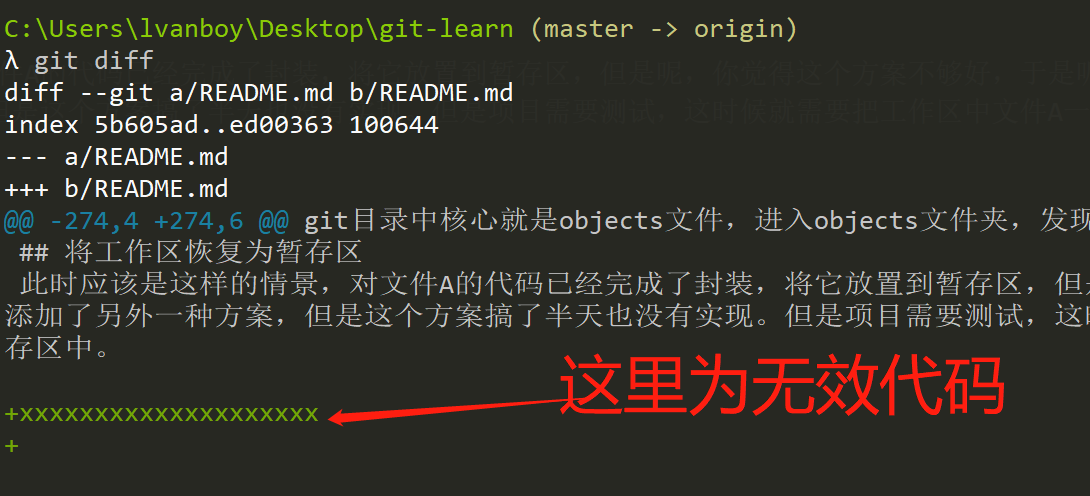 C:\Users\lvanboy\Desktop\git-learn (master -> origin)
λ git diff
diff --git a/README.md b/README.md
index 5b605ad..ed00363 100644
--- a/README.md
+++ b/README.md
@@ -274,4 +274,6 @@ git目录中核心就是objects文件，进入objects文件夹，发现
## 将工作区恢复为暂存区
此时应该是这样的情景，对文件A的代码已经完成了封装，将它放置到暂存区，但是
添加了另外一种方案，但是这个方案搞了半天也没有实现。但是项目需要测试，这时
存区中。
这里为无效代码
+xxxxxxxxxxxxxxxxxxxx
+